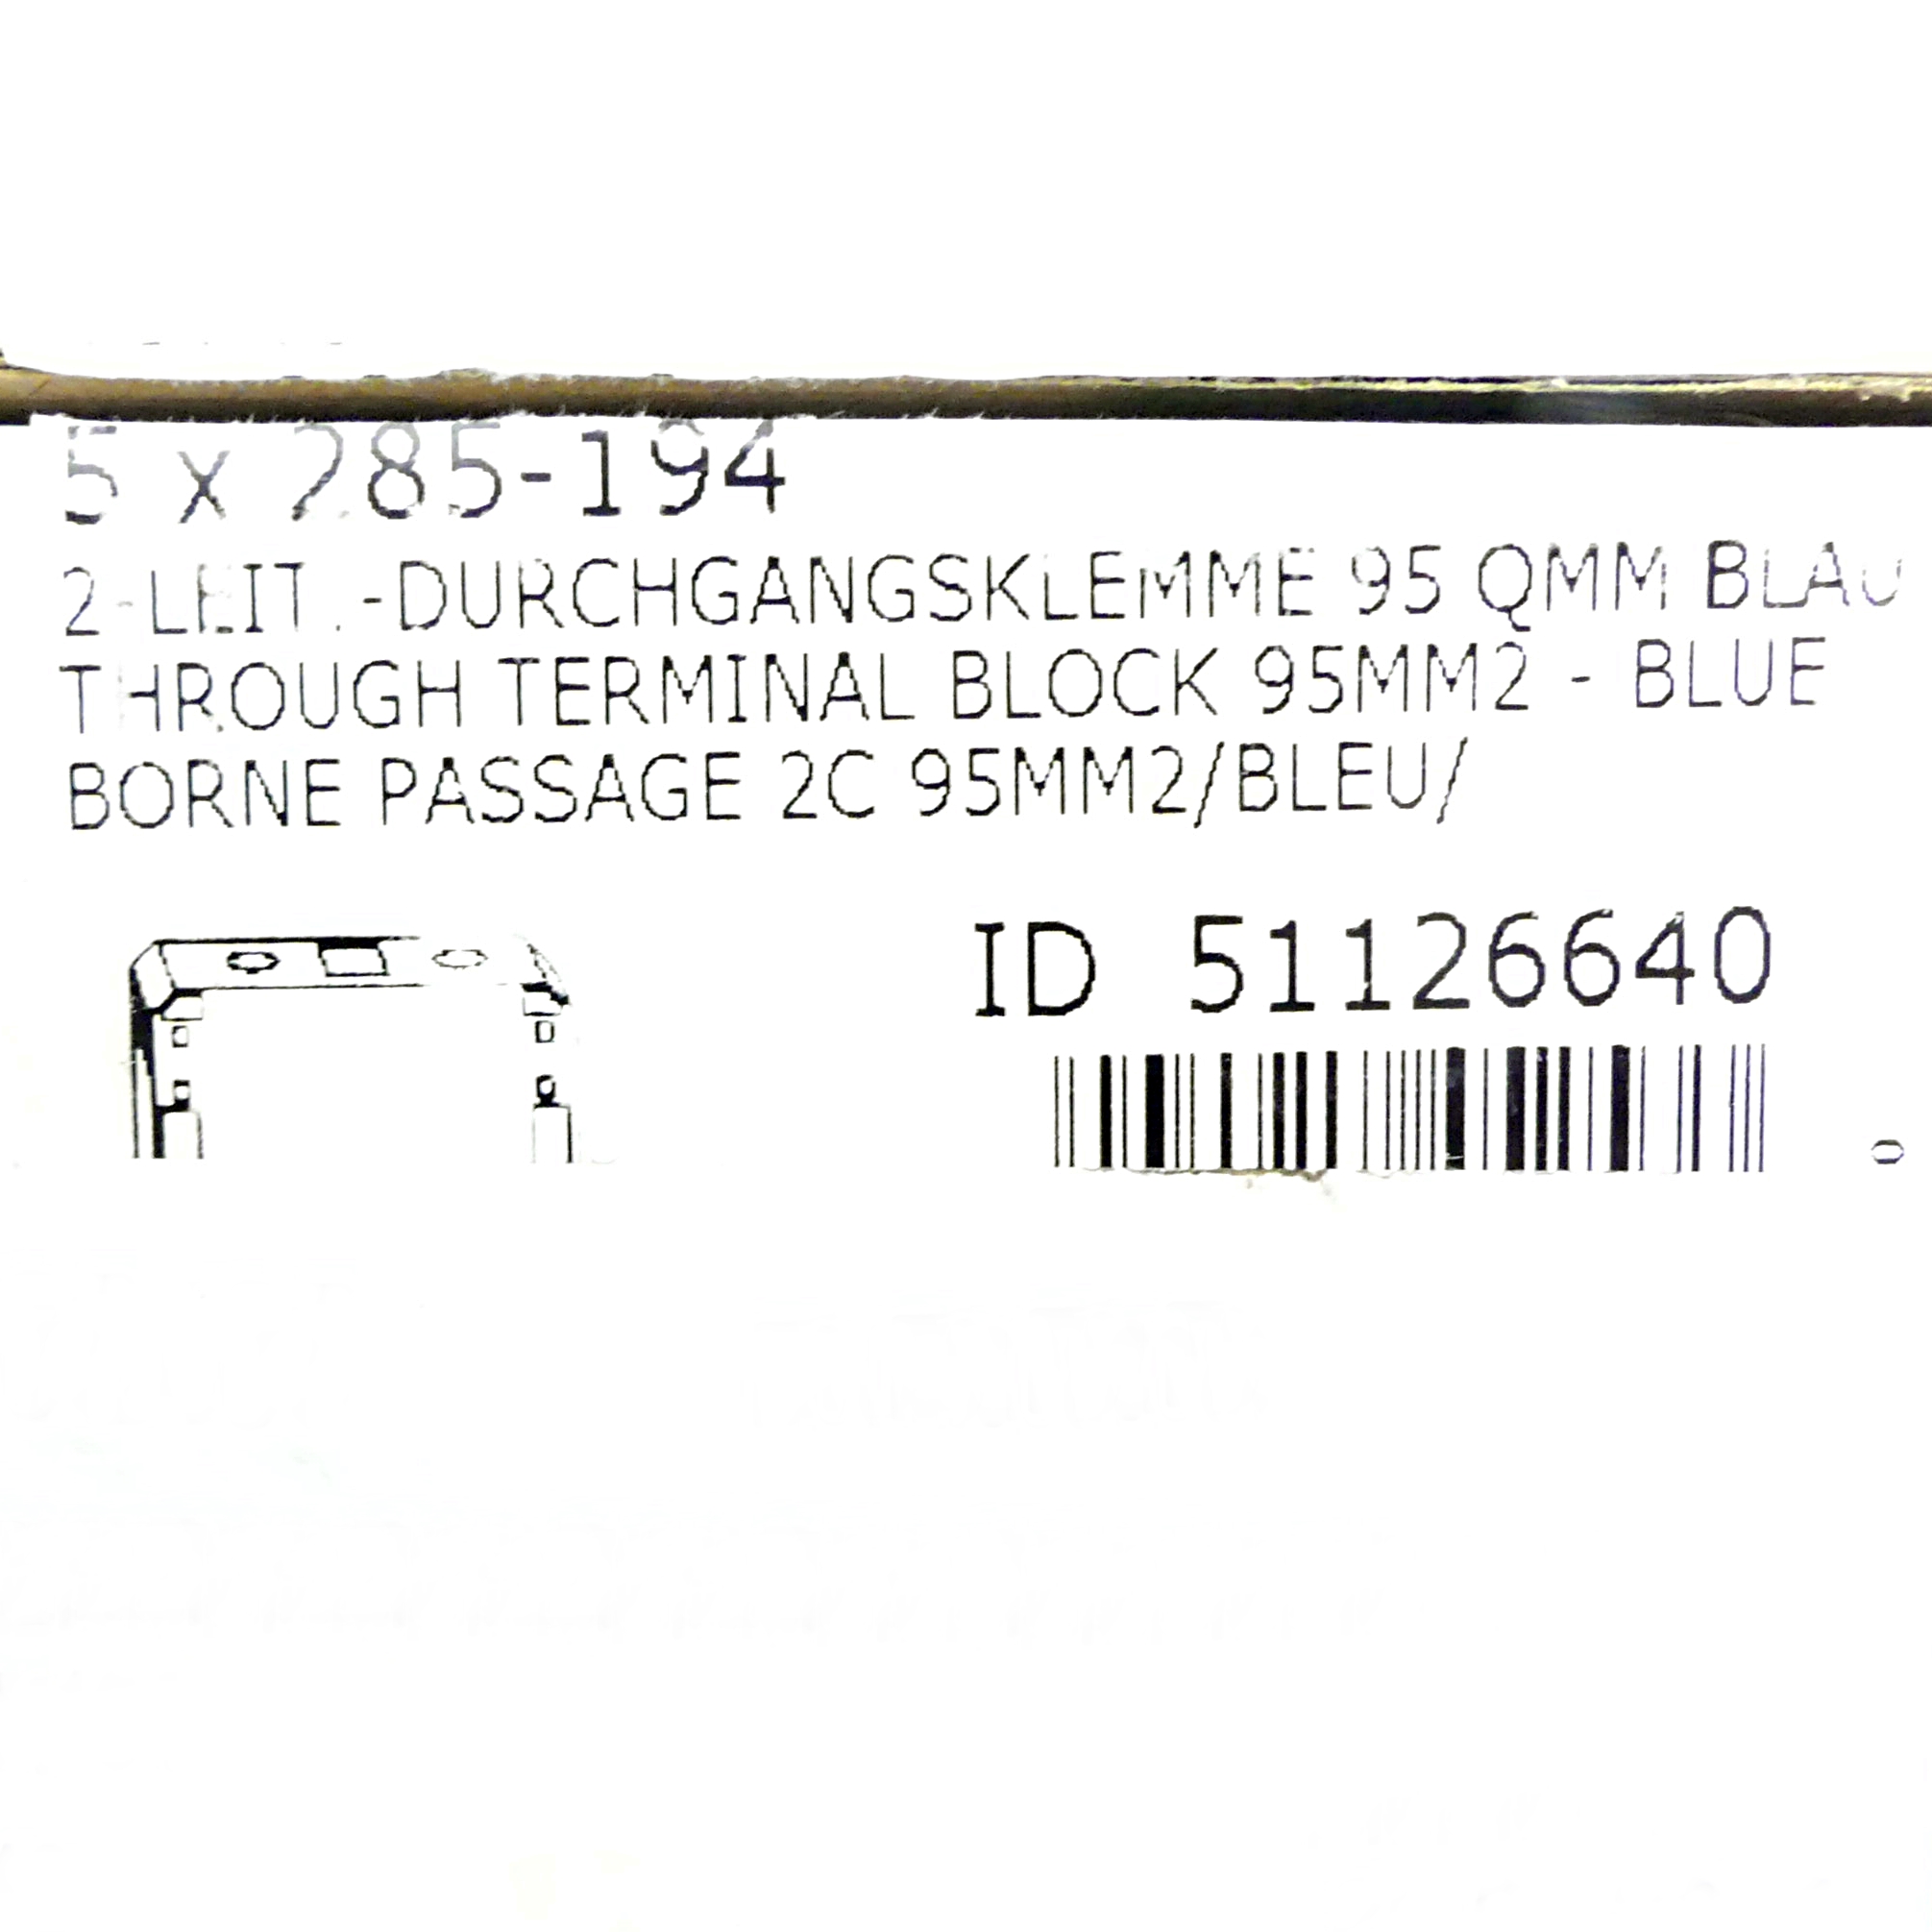 5 x 285-194
2-LEIT.-DURCHGANGSKLEMME 95 QMM BLAU
THROUGH TERMINAL BLOCK 95MM2 - BLUE
BORNE PASSAGE 2C 95MM2/BLEU/
ID 51126640